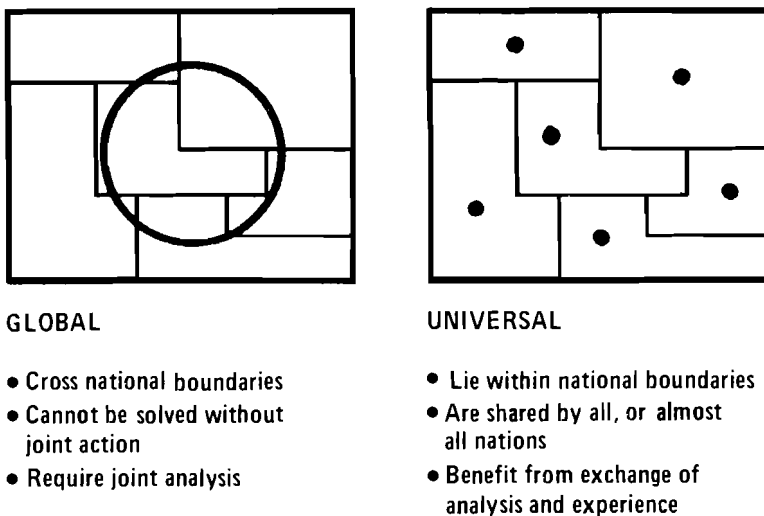 GLOBAL
• Cross national boundaries
• Cannot be solved without
joint action
• Require joint analysis
UNIVERSAL
• Lie within national boundaries
• Are shared by all, or almost
all nations
• Benefit from exchange of
analysis and experience